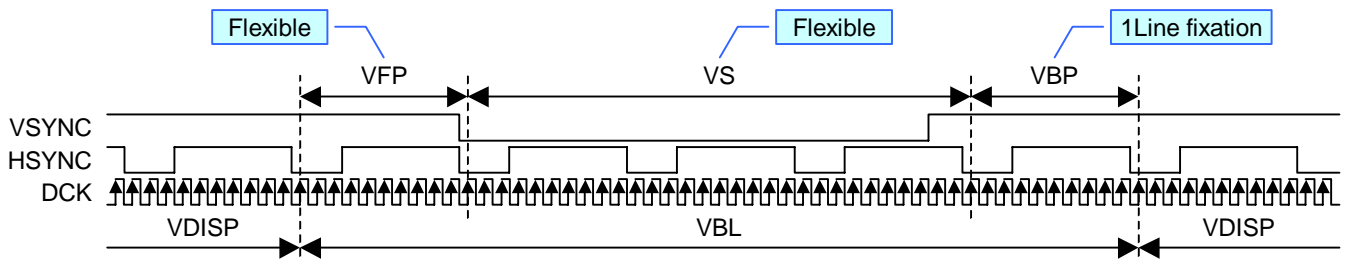 Flexible
Flexible
1Line fixation
VFP
VS
VBP
VSYNC
HSYNC
DCK
VDISP
VBL
VDISP